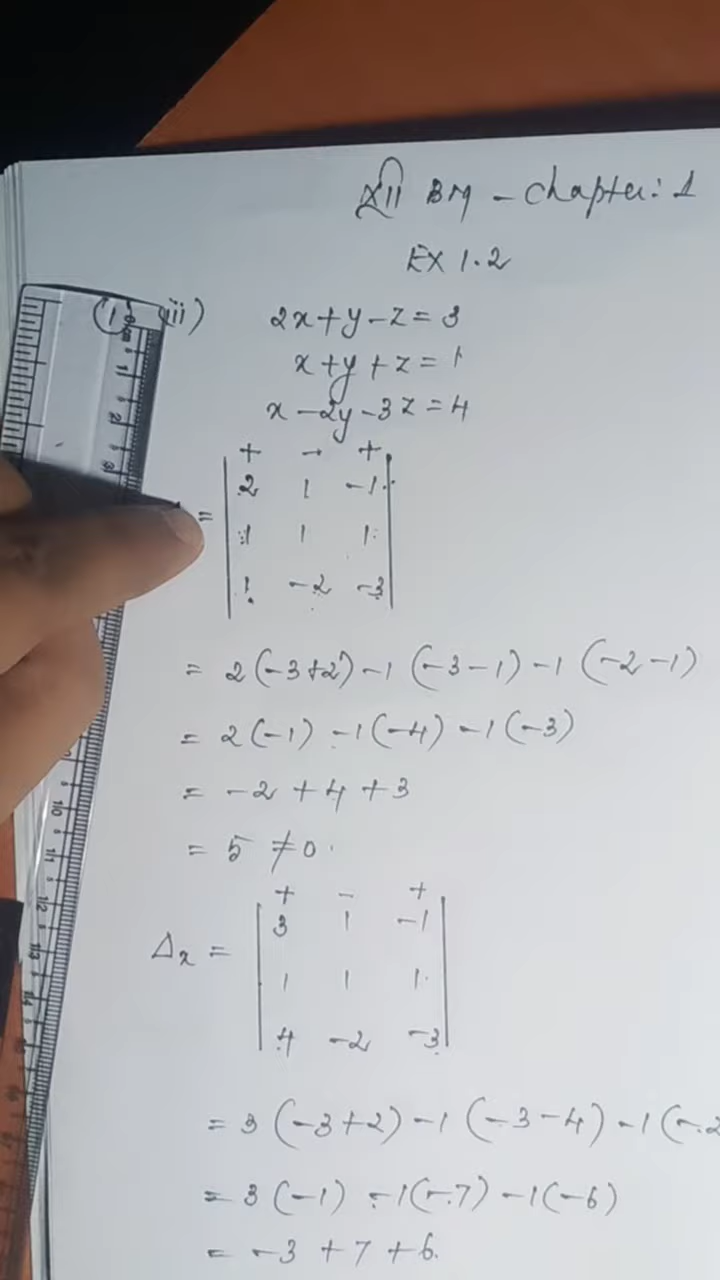 XII BM - chapter: 1
EX 1.2
1) iii) 2x+y-z=3
x+y+z=1
x-2y-3z=4
+ - +
= | 2 1 -1 |
| 1 1 1 |
| 1 -2 -3 |
= 2(-3+2)-1(-3-1)-1(-2-1)
= 2(-1)-1(-4)-1(-3)
= -2+4+3
= 5 ≠0.
+ - +
Δx = | 3 1 -1 |
| 1 1 1 |
| 4 -2 -3 |
= 3(-3+2)-1(-3-4)-1(-2
= 3(-1)-1(-7)-1(-6)
= -3+7+6